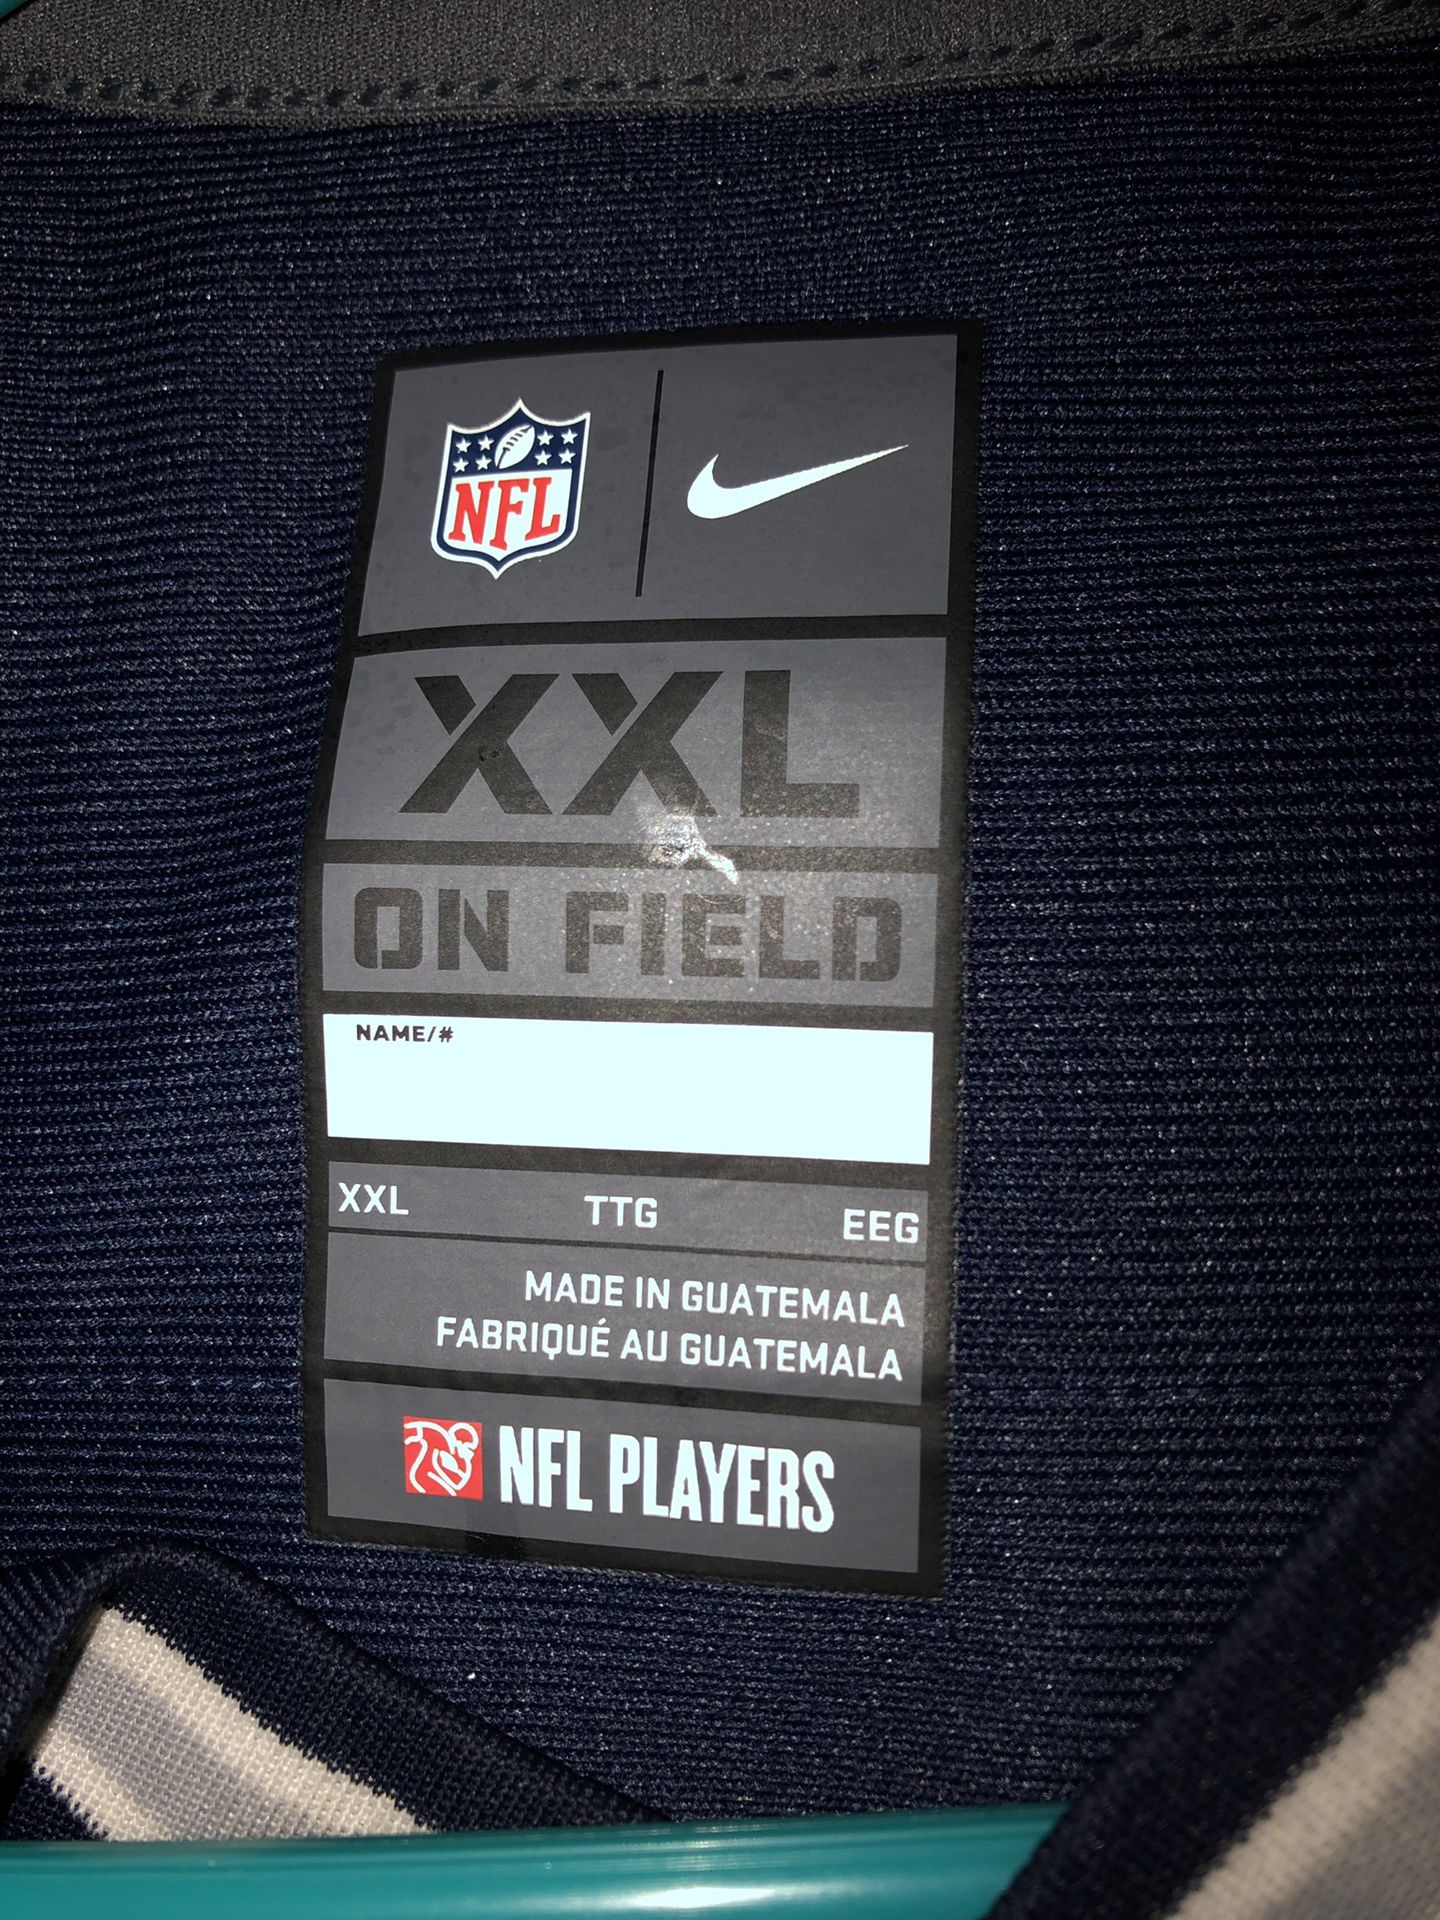 NFL
XXL
ON FIELD
NAME/#
XXL TTG EEG
MADE IN GUATEMALA
FABRIQUÉ AU GUATEMALA
NFL PLAYERS